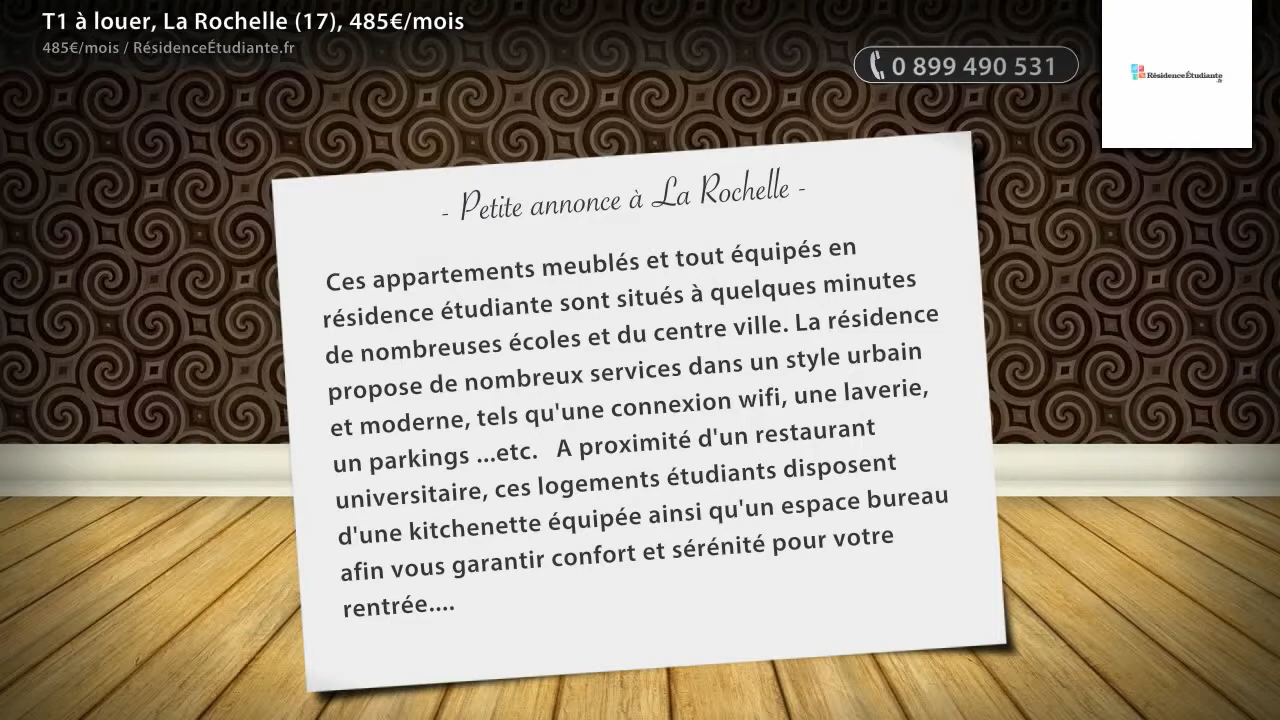 T1 à louer, La Rochelle (17), 485€/mois
485€/mois / RésidenceÉtudiante.fr
0 899 490 531
RésidenceÉtudiante
.fr
- Petite annonce à La Rochelle -
Ces appartements meublés et tout équipés en
résidence étudiante sont situés à quelques minutes
de nombreuses écoles et du centre ville. La résidence
propose de nombreux services dans un style urbain
et moderne, tels qu'une connexion wifi, une laverie,
un parkings ...etc.   A proximité d'un restaurant
universitaire, ces logements étudiants disposent
d'une kitchenette équipée ainsi qu'un espace bureau
afin vous garantir confort et sérénité pour votre
rentrée....